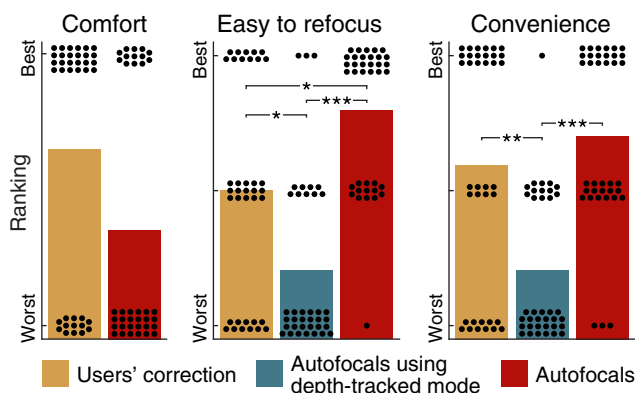 Comfort
Easy to refocus
Convenience
Ranking
Best
Worst
Best
Worst
*
***
*
Best
Worst
***
**
Users' correction
Autofocals using
depth-tracked mode
Autofocals